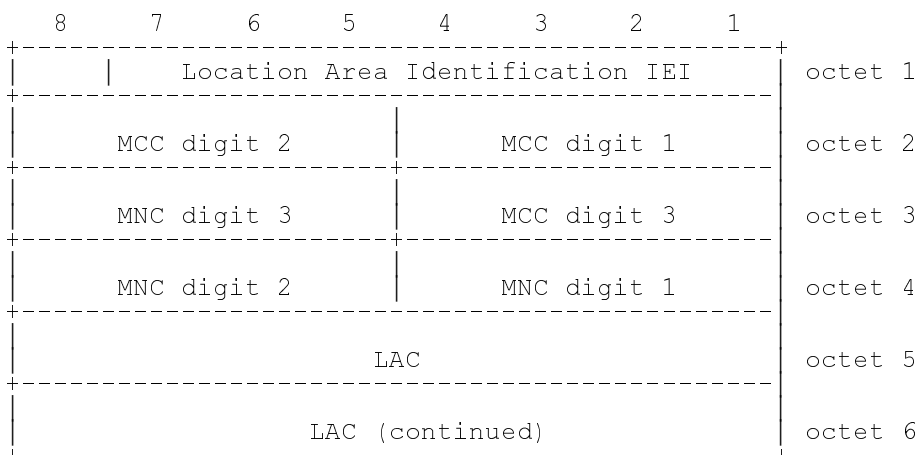 8 7 6 5 4 3 2 1
Location Area Identification IEI octet 1
MCC digit 2 MCC digit 1 octet 2
MNC digit 3 MCC digit 3 octet 3
MNC digit 2 MNC digit 1 octet 4
LAC octet 5
LAC (continued) octet 6